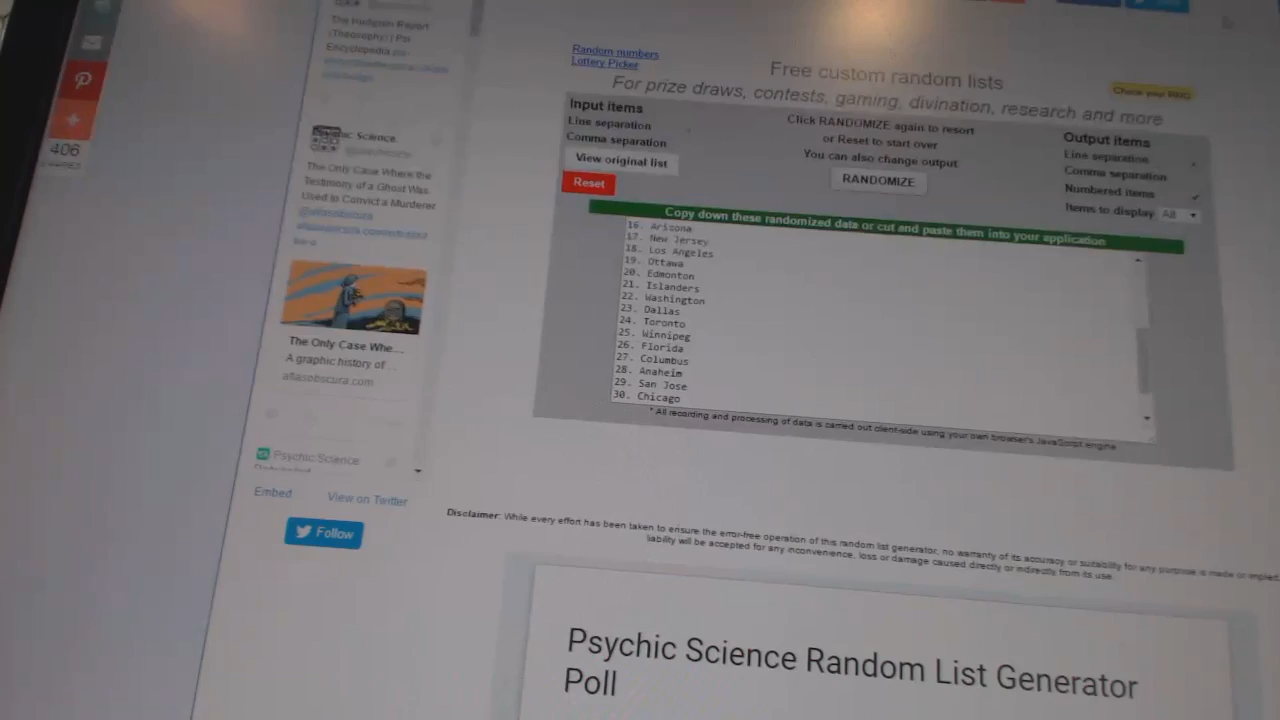 The Hodgson Report
(Theosophy) | Psi
Encyclopedia
Psychic Science
The Only Case Where the
Testimony of a Ghost Was
Used to Convict a Murderer
@atlasobscura
The Only Case Whe...
A graphic history of ...
atlasobscura.com
Psychic Science
Embed View on Twitter
Follow
406
SHARES
Random numbers
Lottery Picker
Free custom random lists
For prize draws, contests, gaming, divination, research and more
Check your RNG
Input items
Line separation
Comma separation
View original list
Reset
Click RANDOMIZE again to resort
or Reset to start over
You can also change output
RANDOMIZE
Output items
Line separation
Comma separation
Numbered items
Items to display All
Copy down these randomized data or cut and paste them into your application
16. Arizona
17. New Jersey
18. Los Angeles
19. Ottawa
20. Edmonton
21. Islanders
22. Washington
23. Dallas
24. Toronto
25. Winnipeg
26. Florida
27. Columbus
28. Anaheim
29. San Jose
30. Chicago
* All recording and processing of data is carried out client-side using your own browser's JavaScript engine
Disclaimer: While every effort has been taken to ensure the error-free operation of this random list generator, no warranty of its accuracy or suitability for any purpose is made or implied
liability will be accepted for any inconvenience, loss or damage caused directly or indirectly from its use.
Psychic Science Random List Generator
Poll